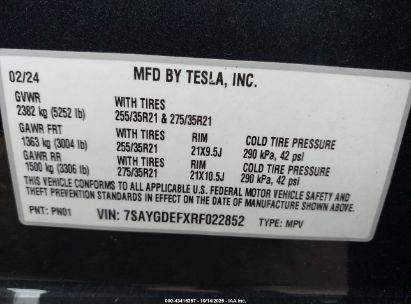 02/24 MFD BY TESLA, INC.
GVWR WITH TIRES
2382 kg (5252 lb) 255/35R21 & 275/35R21
GAWR FRT WITH TIRES RIM COLD TIRE PRESSURE
1363 kg (3004 lb) 255/35R21 21X9.5J 290 kPa, 42 psi
GAWR RR WITH TIRES RIM COLD TIRE PRESSURE
1500 kg (3306 lb) 275/35R21 21X10.5J 290 kPa, 42 psi
THIS VEHICLE CONFORMS TO ALL APPLICABLE U.S. FEDERAL MOTOR VEHICLE SAFETY AND
THEFT PREVENTION STANDARDS IN EFFECT ON THE DATE OF MANUFACTURE SHOWN ABOVE.
PNT: PN01 VIN: 7SAYGDEFXRF022852 TYPE: MPV